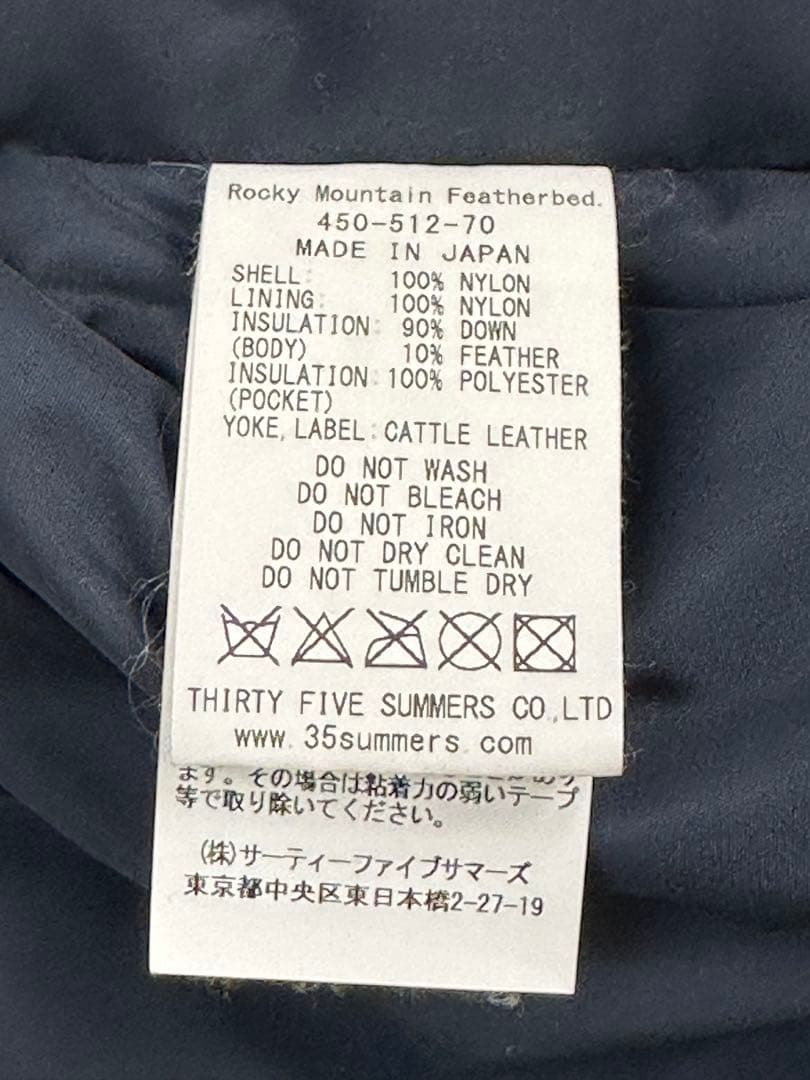 Rocky Mountain Featherbed.
450-512-70
MADE IN JAPAN
SHELL: 100% NYLON
LINING: 100% NYLON
INSULATION: 90% DOWN
(BODY) 10% FEATHER
INSULATION: 100% POLYESTER
(POCKET)
YOKE, LABEL: CATTLE LEATHER
DO NOT WASH
DO NOT BLEACH
DO NOT IRON
DO NOT DRY CLEAN
DO NOT TUMBLE DRY
THIRTY FIVE SUMMERS CO.,LTD
www.35summers.com
ます。その場合は粘着力の弱いテープ
等で取り除いてください。
(株)サーティーファイブサマーズ
東京都中央区東日本橋2-27-19